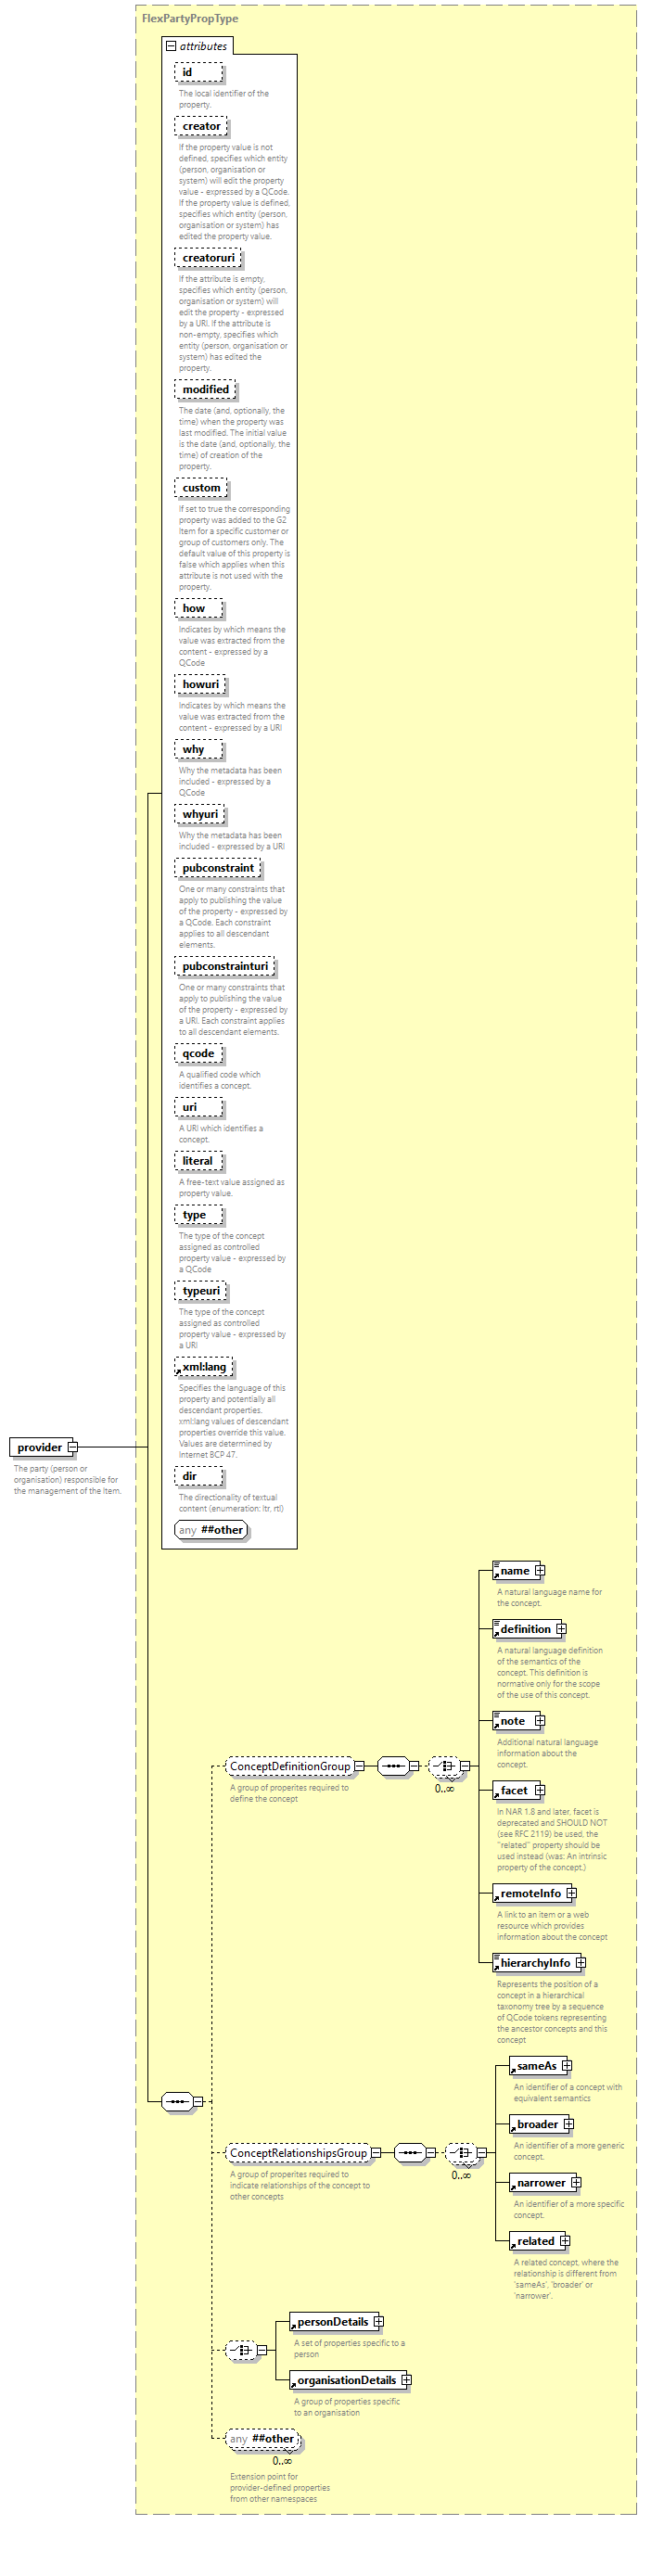 FlexPartyPropType
attributes
id
The local identifier of the
property.
creator
If the property value is not
defined, specifies which entity
(person, organisation or
system) will edit the property
value - expressed by a QCode.
If the property value is defined,
specifies which entity (person,
organisation or system) has
edited the property value.
creatoruri
If the attribute is empty,
specifies which entity (person,
organisation or system) will
edit the property - expressed
by a URI. If the attribute is
non-empty, specifies which
entity (person, organisation or
system) has edited the
property.
modified
The date (and, optionally, the
time) when the property was
last modified. The initial value
is the date (and, optionally, the
time) of creation of the
property.
custom
If set to true the corresponding
property was added to the G2
Item for a specific customer or
group of customers only. The
default value of this property is
false which applies when this
attribute is not used with the
property.
how
Indicates by which means the
value was extracted from the
content - expressed by a
QCode
howuri
Indicates by which means the
value was extracted from the
content - expressed by a URI
why
Why the metadata has been
included - expressed by a
QCode
whyuri
Why the metadata has been
included - expressed by a URI
pubconstraint
One or many constraints that
apply to publishing the value
of the property - expressed by
a QCode. Each constraint
applies to all descendant
elements.
pubconstrainturi
One or many constraints that
apply to publishing the value
of the property - expressed by
a URI. Each constraint applies
to all descendant elements.
qcode
A qualified code which
identifies a concept.
uri
A URI which identifies a
concept.
literal
A free-text value assigned as
property value.
type
The type of the concept
assigned as controlled
property value - expressed by
a QCode
typeuri
The type of the concept
assigned as controlled
property value - expressed by
a URI
xml:lang
Specifies the language of this
property and potentially all
descendant properties.
xml:lang values of descendant
properties override this value.
Values are determined by
Internet BCP 47.
dir
The directionality of textual
content (enumeration: ltr, rtl)
any ##other
provider
The party (person or
organisation) responsible for
the management of the Item.
name
A natural language name for
the concept.
definition
A natural language definition
of the semantics of the
concept. This definition is
normative only for the scope
of the use of this concept.
note
Additional natural language
information about the
concept.
ConceptDefinitionGroup
0..∞
A group of properites required to
define the concept
facet
In NAR 1.8 and later, facet is
deprecated and SHOULD NOT
(see RFC 2119) be used, the
"related" property should be
used instead (was: An intrinsic
property of the concept.)
remoteInfo
A link to an item or a web
resource which provides
information about the concept
hierarchyInfo
Represents the position of a
concept in a hierarchical
taxonomy tree by a sequence
of QCode tokens representing
the ancestor concepts and this
concept
sameAs
An identifier of a concept with
equivalent semantics
broader
An identifier of a more generic
concept.
ConceptRelationshipsGroup
0..∞
A group of properites required to
indicate relationships of the concept to
other concepts
narrower
An identifier of a more specific
concept.
related
A related concept, where the
relationship is different from
'sameAs', 'broader' or
'narrower'.
personDetails
A set of properties specific to a
person
organisationDetails
A group of properties specific
to an organisation
any ##other
0..∞
Extension point for
provider-defined properties
from other namespaces